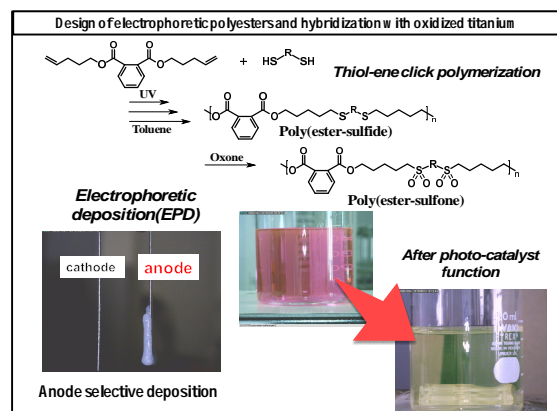 Design of electrophoretic polyesters and hybridization with oxidized titanium
O O
O O
+
R
HS SH
Thiol-ene click polymerization
UV
Toluene
O O
O O S R S n
Poly(ester-sulfide)
Oxone
O O
O O S R S n
O O O O
Poly(ester-sulfone)
Electrophoretic
deposition(EPD)
cathode
anode
Anode selective deposition
After photo-catalyst
function